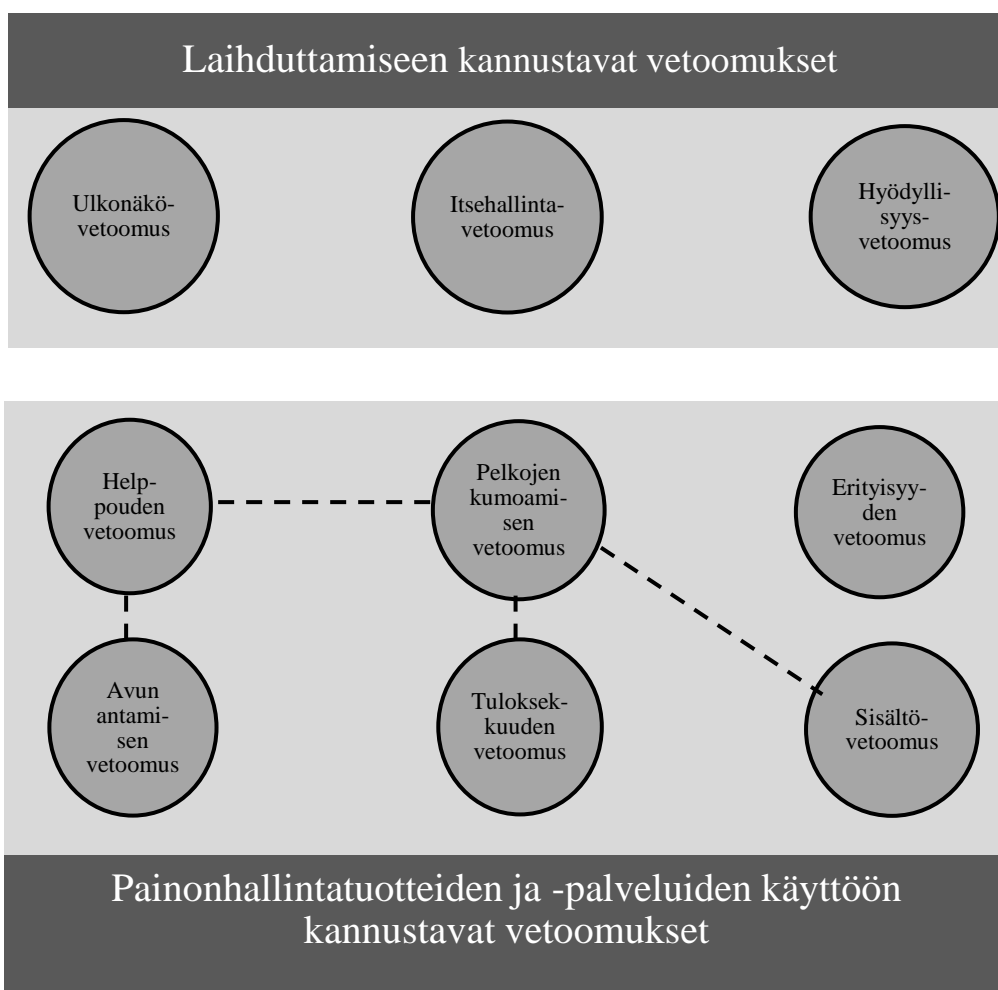 Laihduttamiseen kannustavat vetoomukset
Ulkonäkö-
vetoomus
Itsehallinta-
vetoomus
Hyödylli-
syys-
vetoomus
Help-
pouden
vetoomus
Pelkojen
kumoami-
sen
vetoomus
Erityisyy-
den
vetoomus
Avun
antami-
sen
vetoomus
Tuloksek-
kuuden
vetoomus
Sisältö-
vetoomus
Painonhallintatuotteiden ja -palveluiden käyttöön
kannustavat vetoomukset